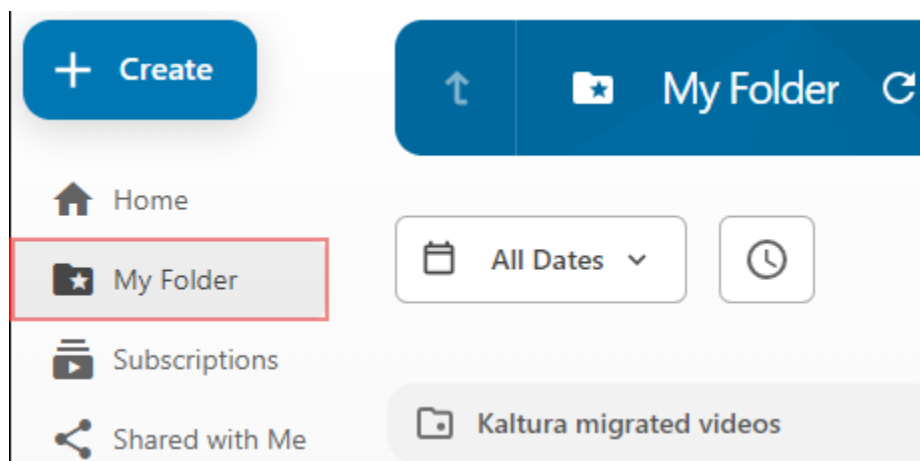 Create
My Folder
Home
My Folder
All Dates
Subscriptions
Kaltura migrated videos
Shared with Me